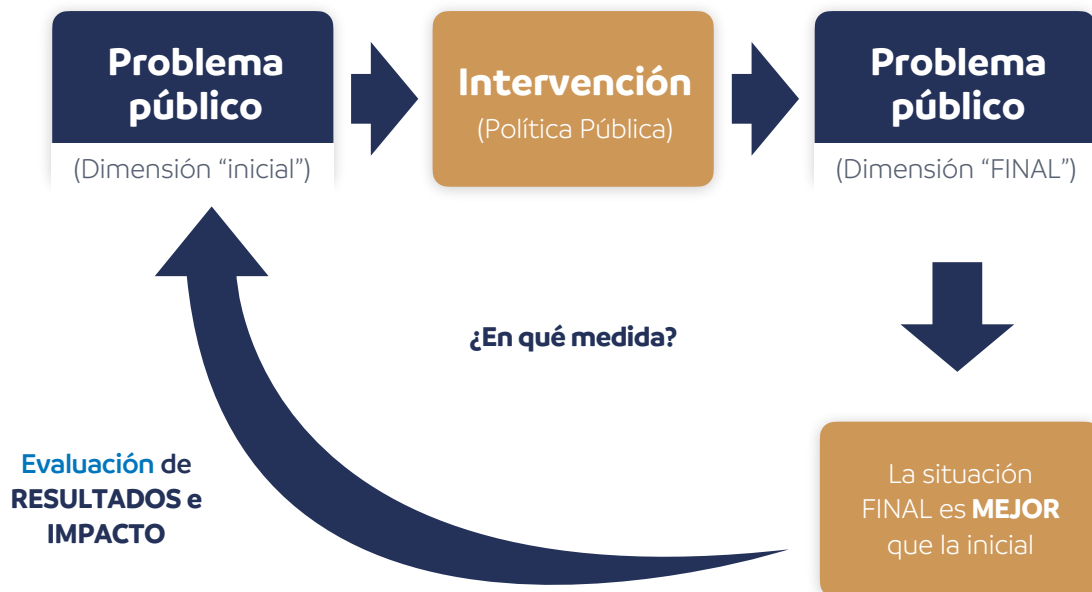 Problema
público
(Dimensión “inicial”)
Intervención
(Política Pública)
Problema
público
(Dimensión “FINAL”)
¿En qué medida?
Evaluación de
RESULTADOS e
IMPACTO
La situación
FINAL es MEJOR
que la inicial